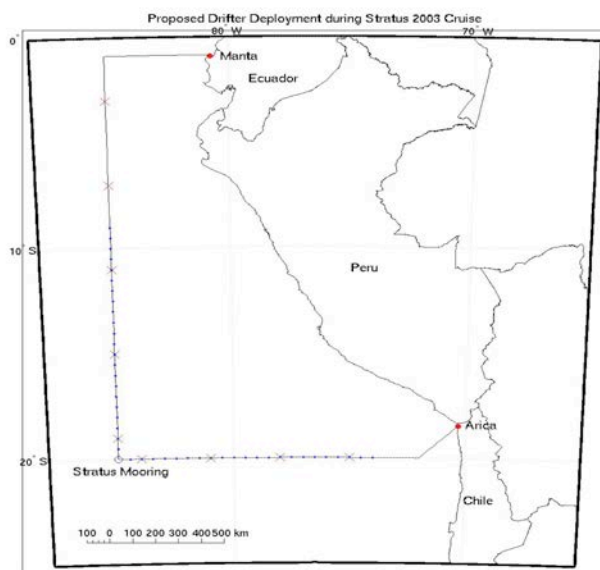 Proposed Drifter Deployment during Stratus 2003 Cruise
80° W
70° W
0°
Manta
Ecuador
10° S
Peru
Arica
20° S
Stratus Mooring
Chile
100 0 100 200 300 400 500 km